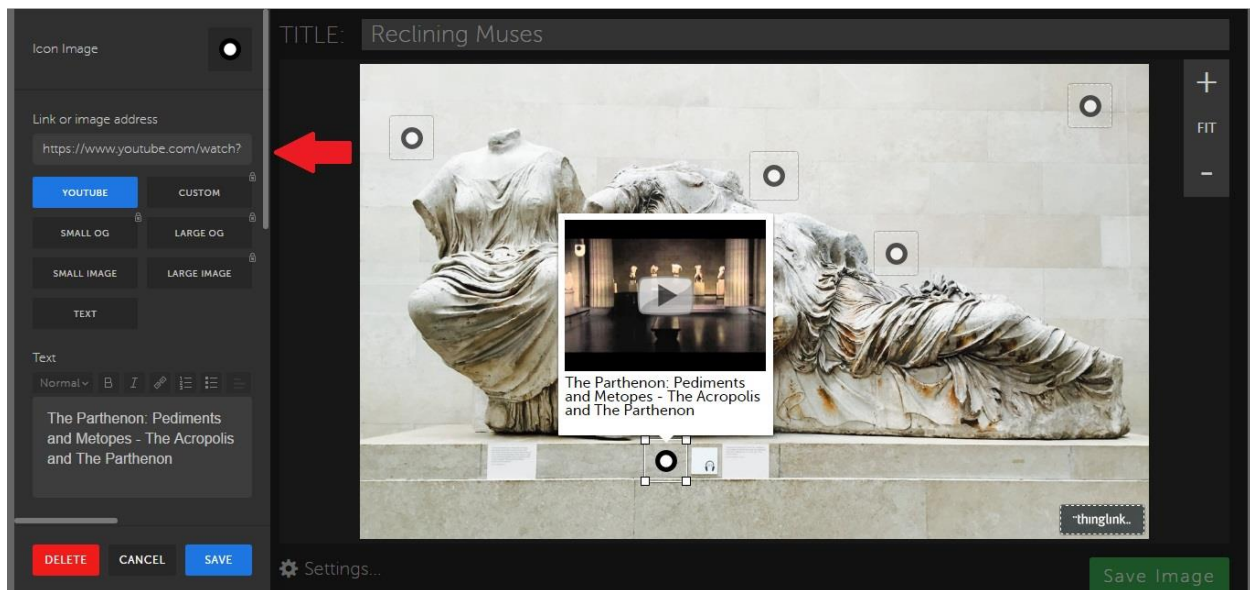 Icon Image
Link or image address
https://www.youtube.com/watch?
YOUTUBE
CUSTOM
SMALL OG
LARGE OG
SMALL IMAGE
LARGE IMAGE
TEXT
Text
Normal
B I
The Parthenon: Pediments
and Metopes - The Acropolis
and The Parthenon
DELETE
CANCEL
SAVE
TITLE: Reclining Muses
+
FIT
-
The Parthenon: Pediments
and Metopes - The Acropolis
and The Parthenon
thinglink..
Settings...
Save Image